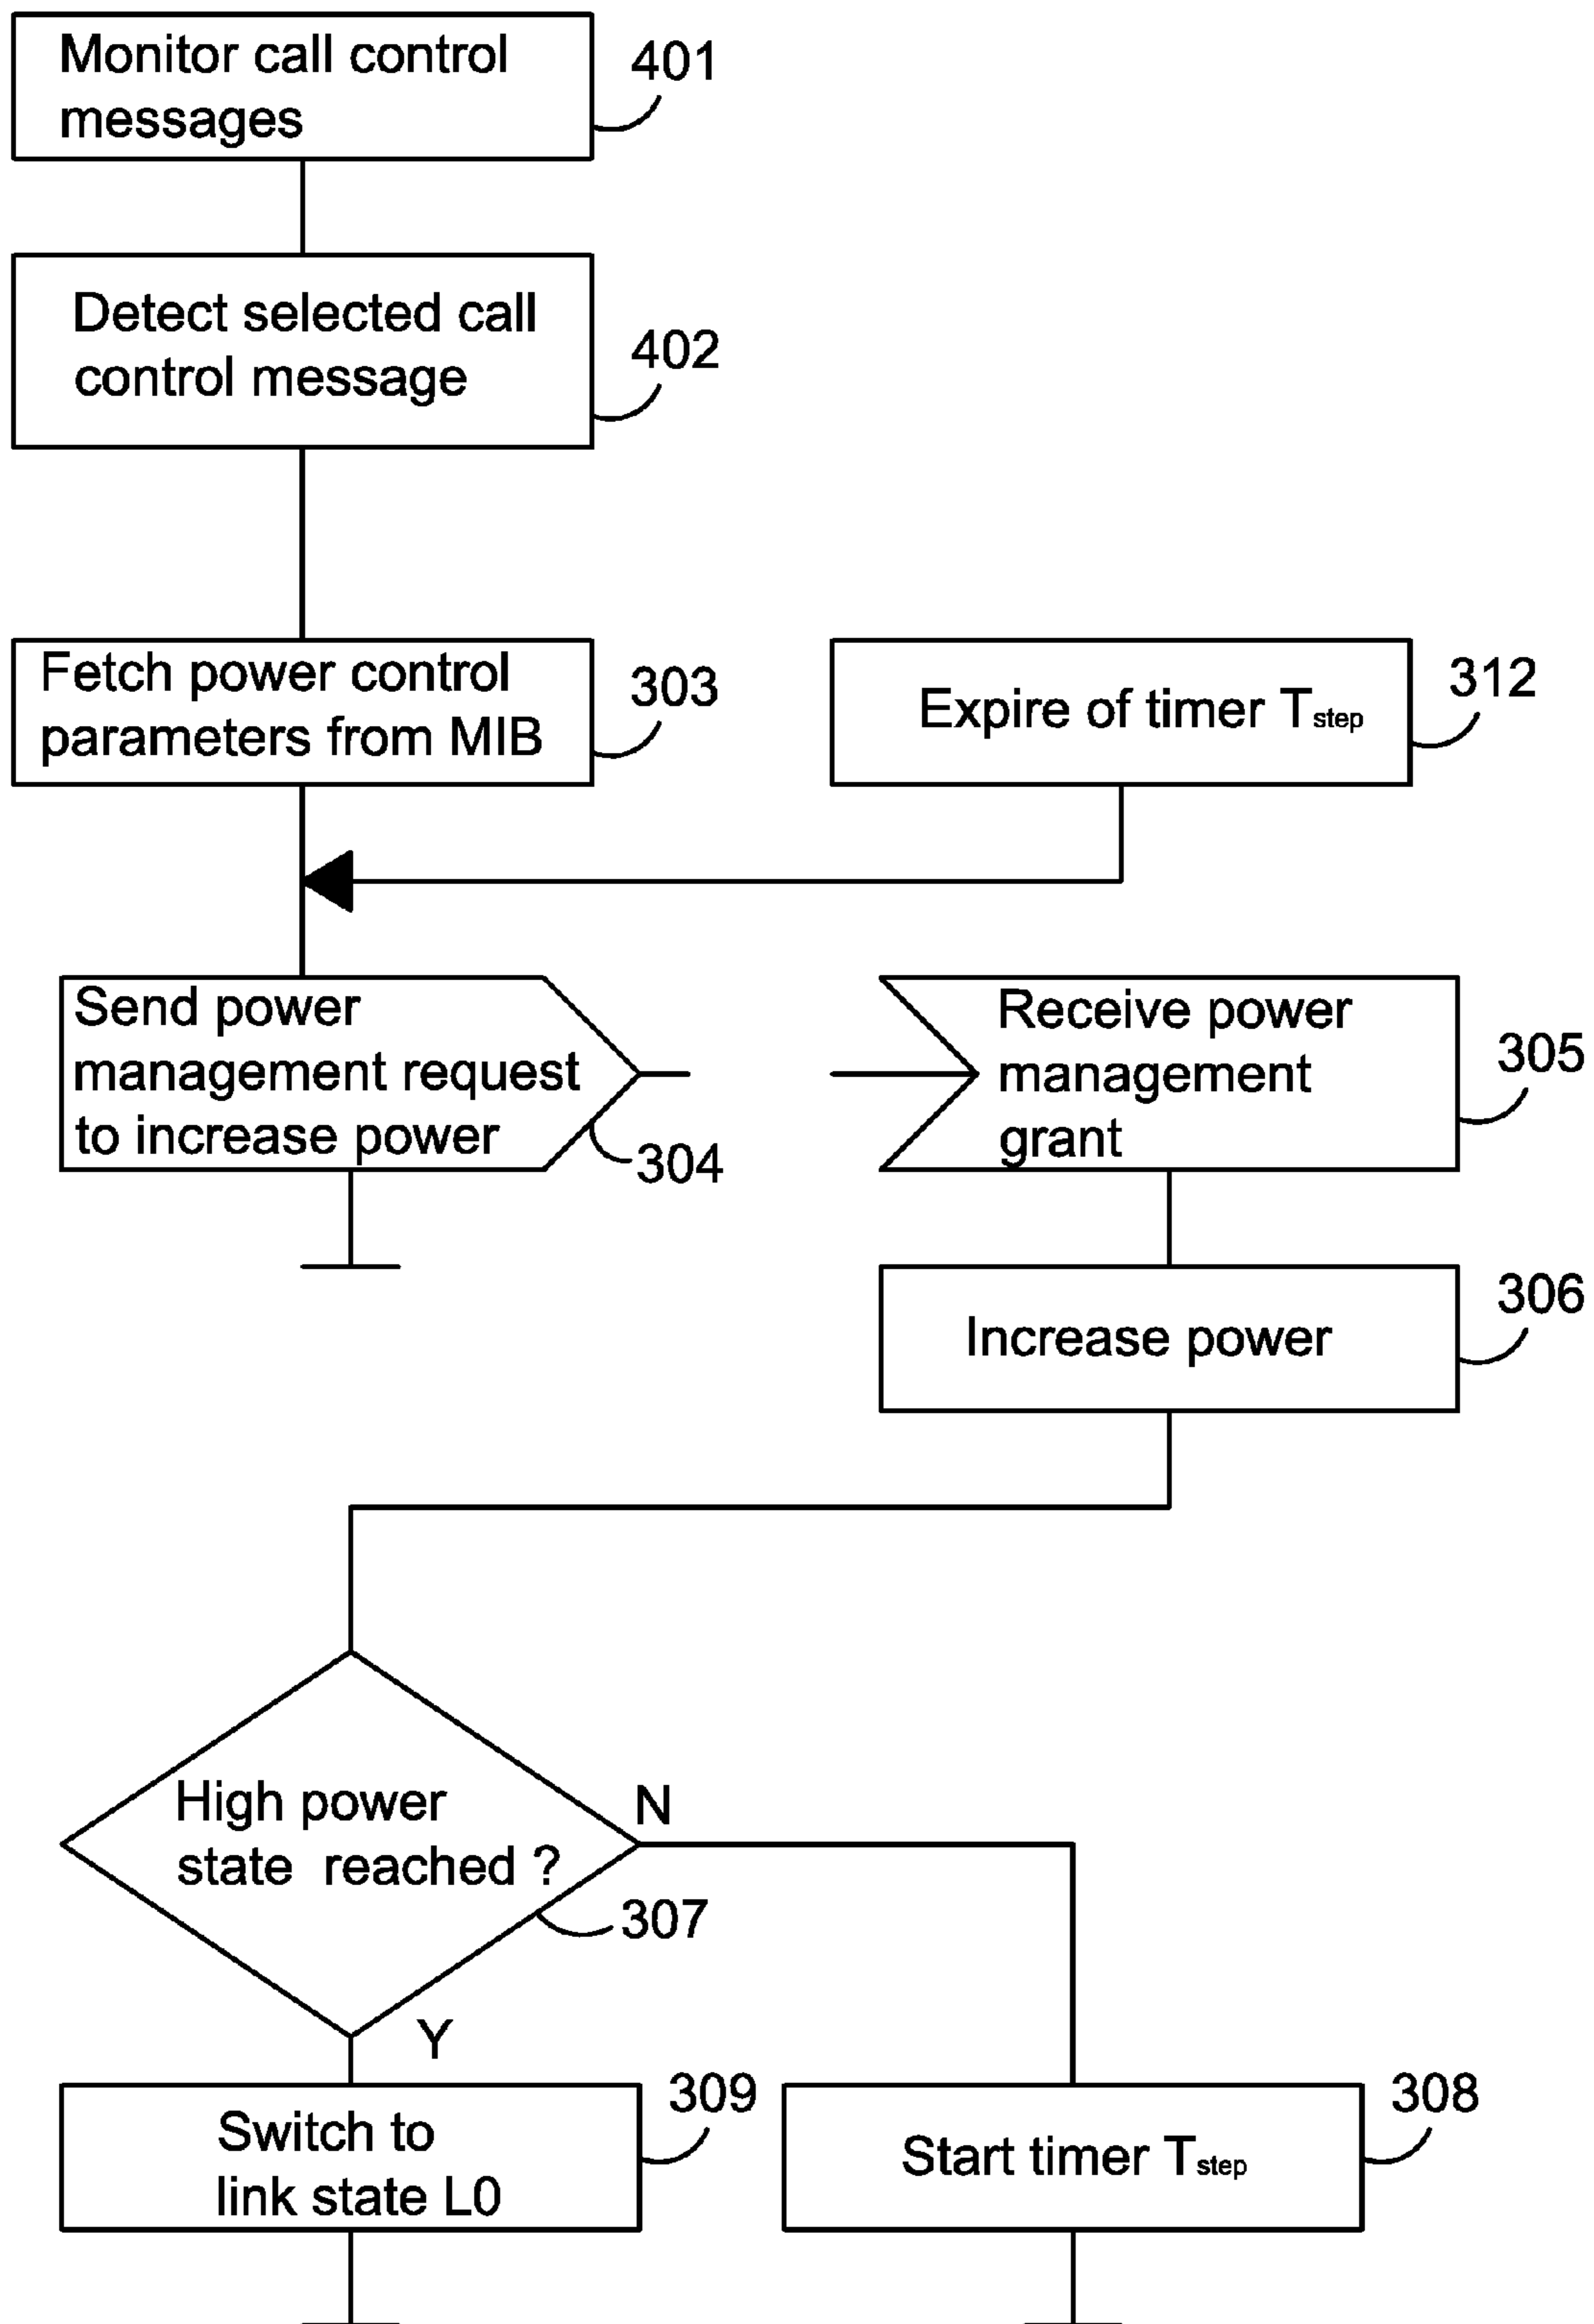 Monitor call control
messages
401
Detect selected call
control message
402
Fetch power control
parameters from MIB
303
Expire of timer Tstep
312
Send power
management request
to increase power
304
Receive power
management
grant
305
Increase power
306
High power
state reached ?
307
N
Y
Switch to
link state L0
309
Start timer Tstep
308